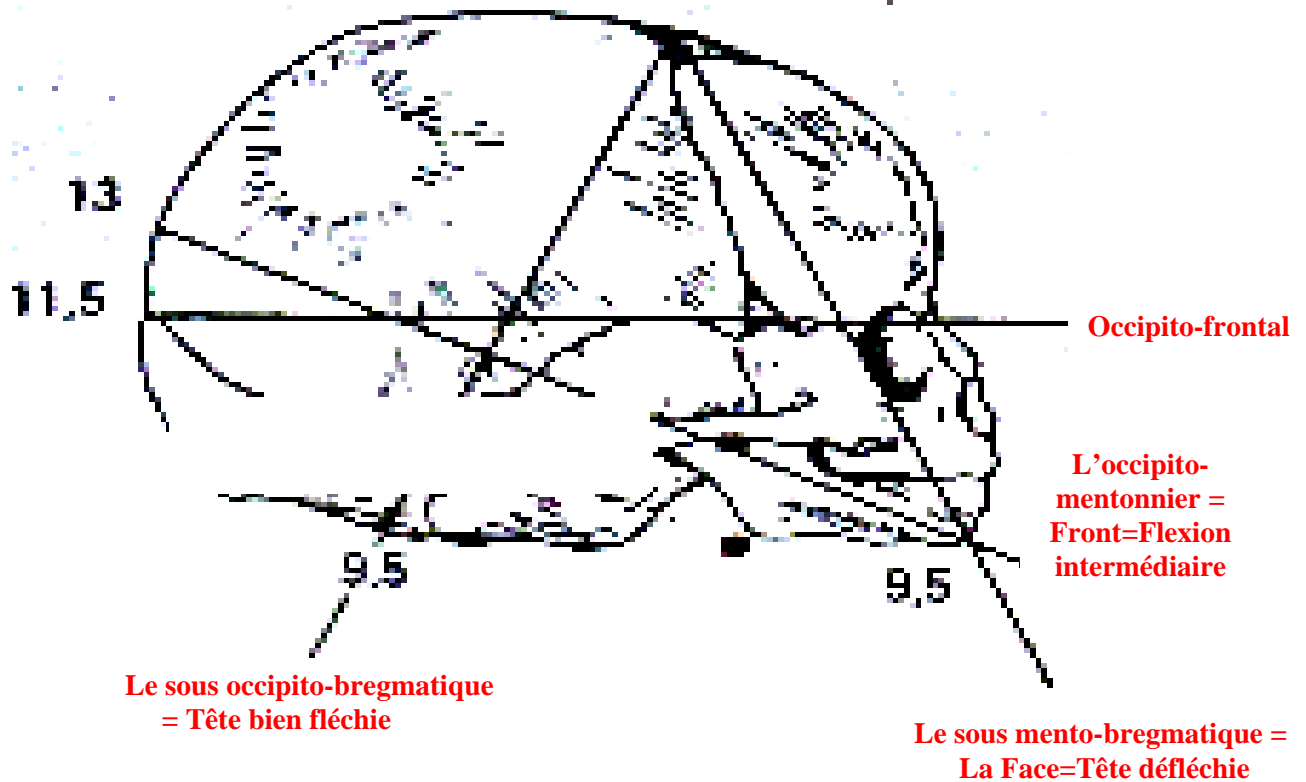 13
11,5
Occipito-frontal
L’occipito-
mentonnier =
Front=Flexion
intermédiaire
9.5
9.5
Le sous occipito-bregmatique
= Tête bien fléchie
Le sous mento-bregmatique =
La Face=Tête défléchie